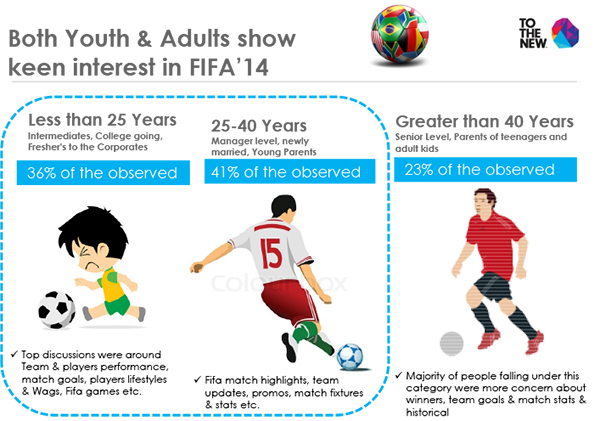 Both Youth & Adults show
keen interest in FIFA'14
TO
THE
NEW
Less than 25 Years
Intermediates, College going,
Fresher's to the Corporates
36% of the observed
25-40 Years
Manager level, newly
married, Young Parents
41% of the observed
Greater than 40 Years
Senior Level, Parents of teenagers and
adult kids
23% of the observed
15
Colourbox
✓ Top discussions were around
Team & players performance,
match goals, players lifestyles
& Wags, Fifa games etc.
✓ Fifa match highlights, team
updates, promos, match fixtures
& stats etc.
✓ Majority of people falling under this
category were more concern about
winners, team goals & match stats &
historical